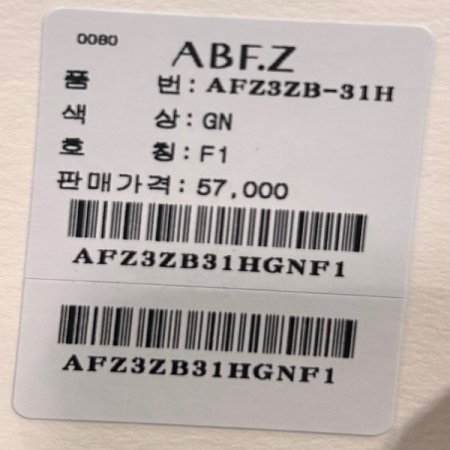 0080
ABF.Z
품 번 : AFZ3ZB-31H
색 상 : GN
호 칭 : F1
판매가격 : 57,000
AFZ3ZB31HGNF1
AFZ3ZB31HGNF1